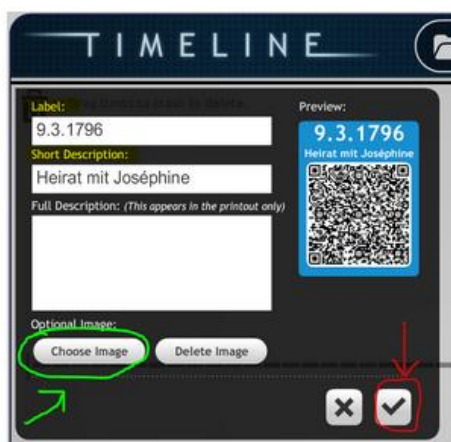 TIMELINE
Label:
9.3.1796
Short Description:
Heirat mit Joséphine
Full Description: (This appears in the printout only)
Optional Image:
Choose Image
Delete Image
Preview:
9.3.1796
Heirat mit Joséphine